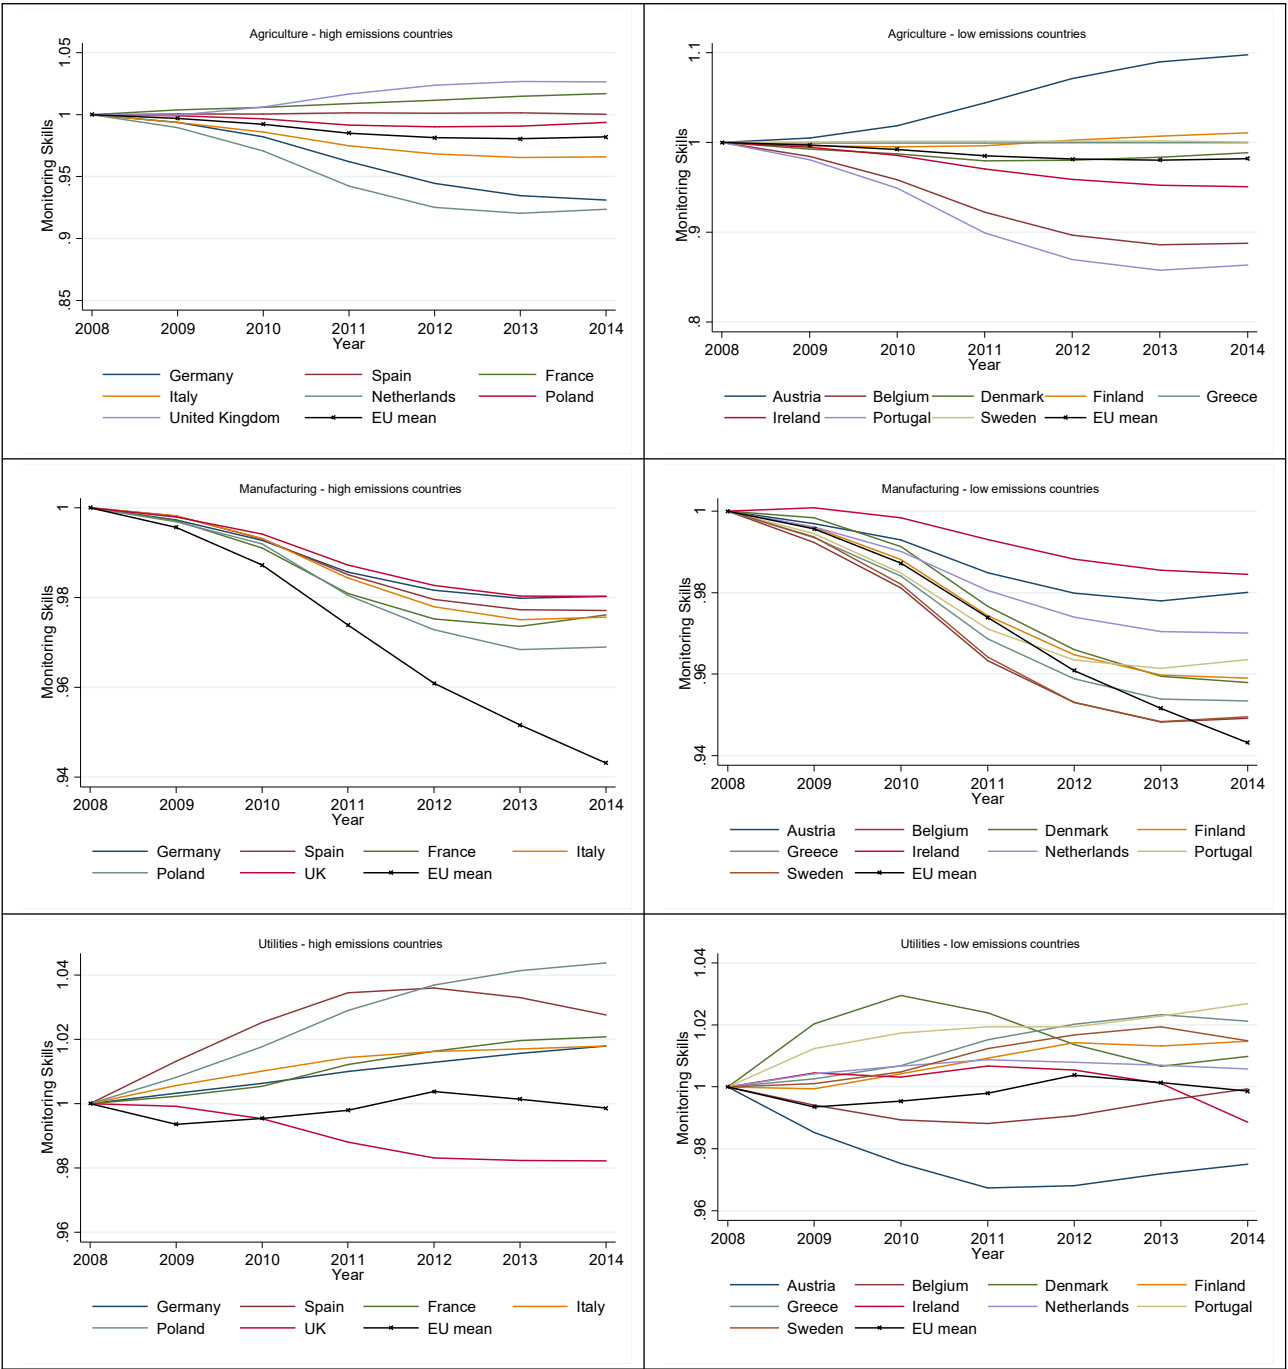 Agriculture - high emissions countries
Monitoring Skills
1.05
1
.95
.9
.85
2008 2009 2010 2011 2012 2013 2014
Year
Germany Spain France
Italy Netherlands Poland
United Kingdom EU mean
Agriculture - low emissions countries
Monitoring Skills
1.1
1
.9
.8
2008 2009 2010 2011 2012 2013 2014
Year
Austria Belgium Denmark Finland Greece
Ireland Portugal Sweden EU mean
Manufacturing - high emissions countries
Monitoring Skills
1
.98
.96
.94
2008 2009 2010 2011 2012 2013 2014
Year
Germany Spain France Italy
Poland UK EU mean
Manufacturing - low emissions countries
Monitoring Skills
1
.98
.96
.94
2008 2009 2010 2011 2012 2013 2014
Year
Austria Belgium Denmark Finland
Greece Ireland Netherlands Portugal
Sweden EU mean
Utilities - high emissions countries
Monitoring Skills
1.04
1.02
1
.98
.96
2008 2009 2010 2011 2012 2013 2014
Year
Germany Spain France Italy
Poland UK EU mean
Utilities - low emissions countries
Monitoring Skills
1.04
1.02
1
.98
.96
2008 2009 2010 2011 2012 2013 2014
Year
Austria Belgium Denmark Finland
Greece Ireland Netherlands Portugal
Sweden EU mean